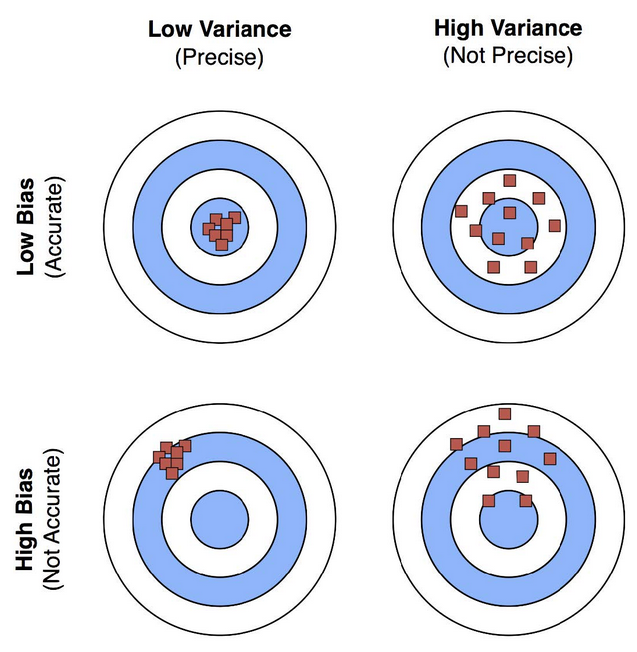 Low Variance
(Precise)
High Variance
(Not Precise)
Low Bias
(Accurate)
High Bias
(Not Accurate)